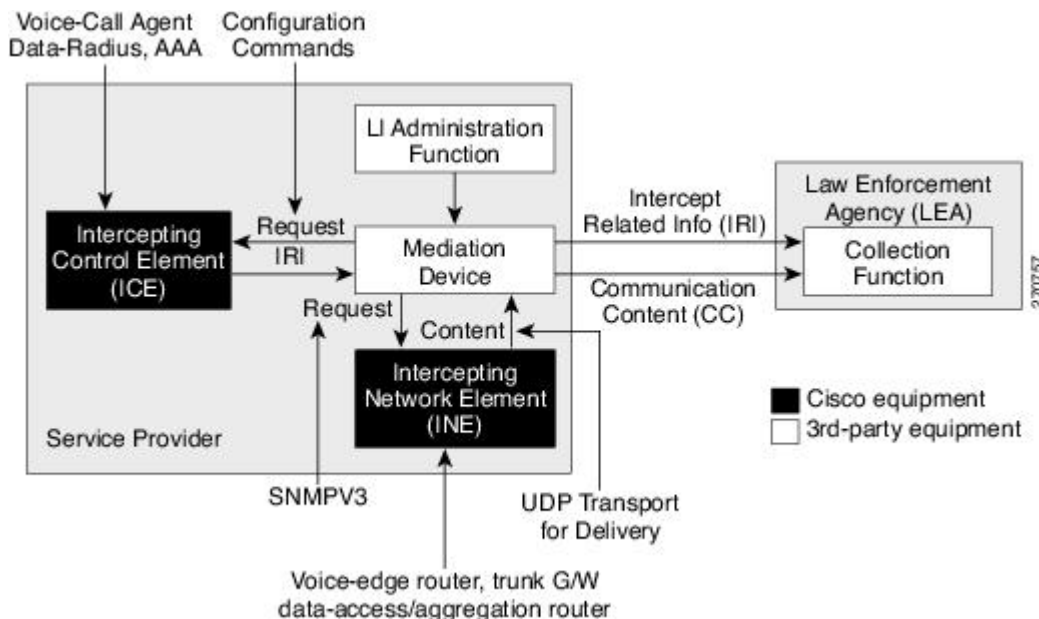 Voice-Call Agent
Data-Radius, AAA
Configuration
Commands
LI Administration
Function
Intercepting
Control Element
(ICE)
Request
IRI
Mediation
Device
Intercept
Related Info (IRI)
Law Enforcement
Agency (LEA)
Collection
Function
Communication
Content (CC)
Request
Content
Intercepting
Network Element
(INE)
Service Provider
Cisco equipment
3rd-party equipment
SNMPV3
UDP Transport
for Delivery
Voice-edge router, trunk G/W
data-access/aggregation router
270757